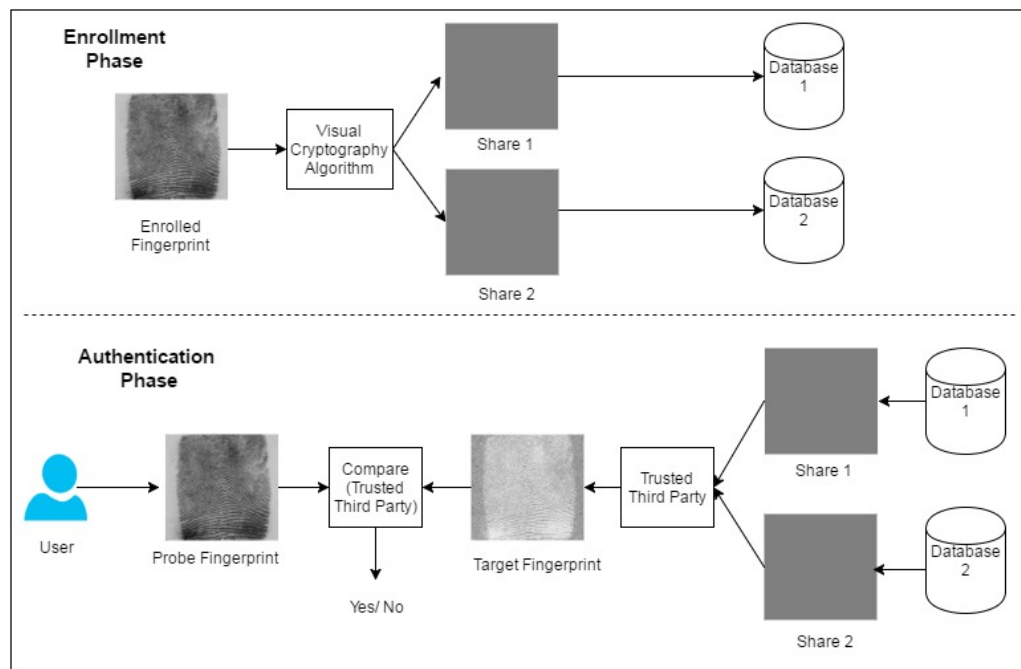 Enrollment
Phase
Visual
Cryptography
Algorithm
Enrolled
Fingerprint
Share 1
Share 2
Database
1
Database
2
Authentication
Phase
User
Probe Fingerprint
Compare
(Trusted
Third Party)
Yes/ No
Target Fingerprint
Trusted
Third Party
Share 1
Share 2
Database
1
Database
2